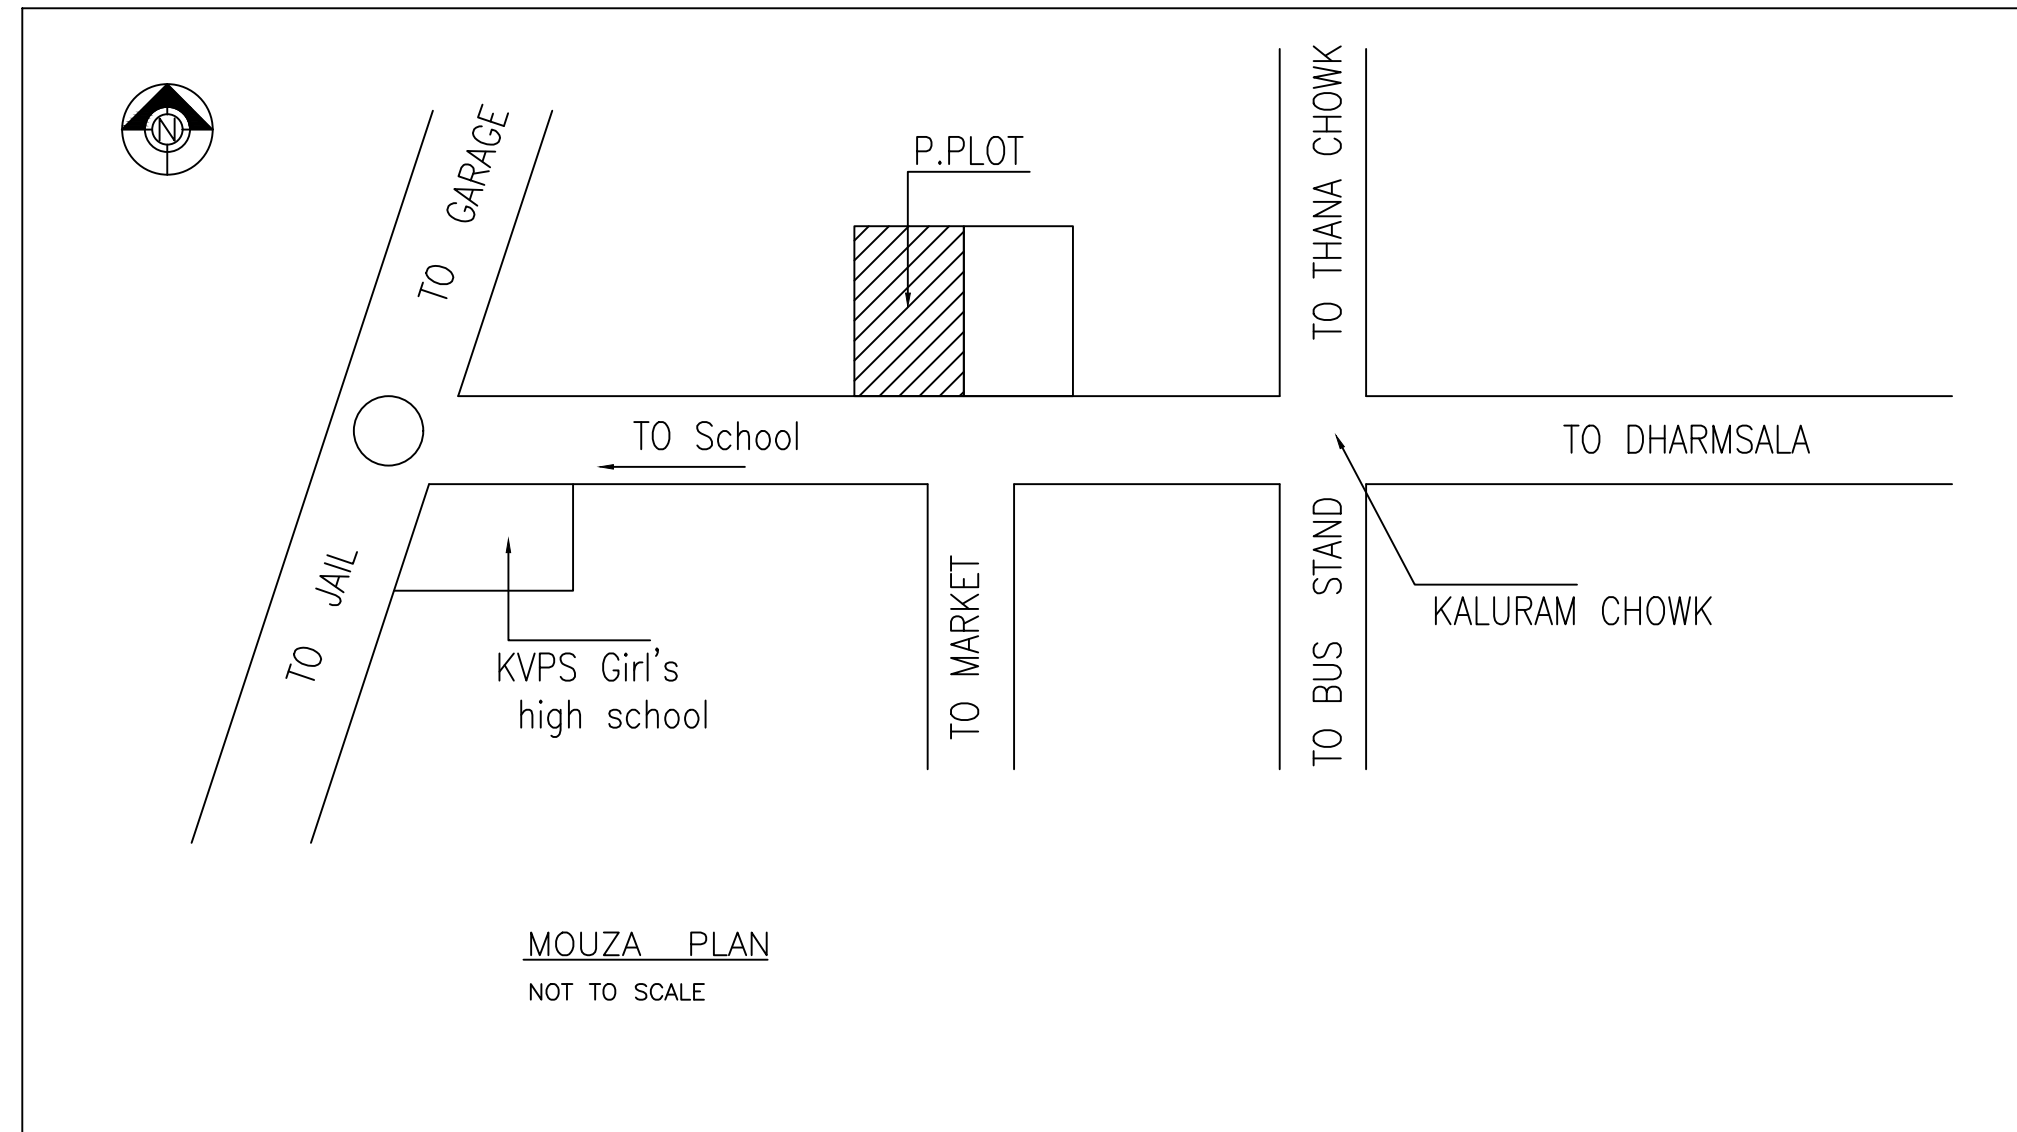 N
TO GARAGE
P.PLOT
TO THANA CHOWK
TO School
TO DHARMSALA
TO JAIL
KVPS Girl's
high school
TO MARKET
TO BUS STAND
KALURAM CHOWK
MOUZA PLAN
NOT TO SCALE